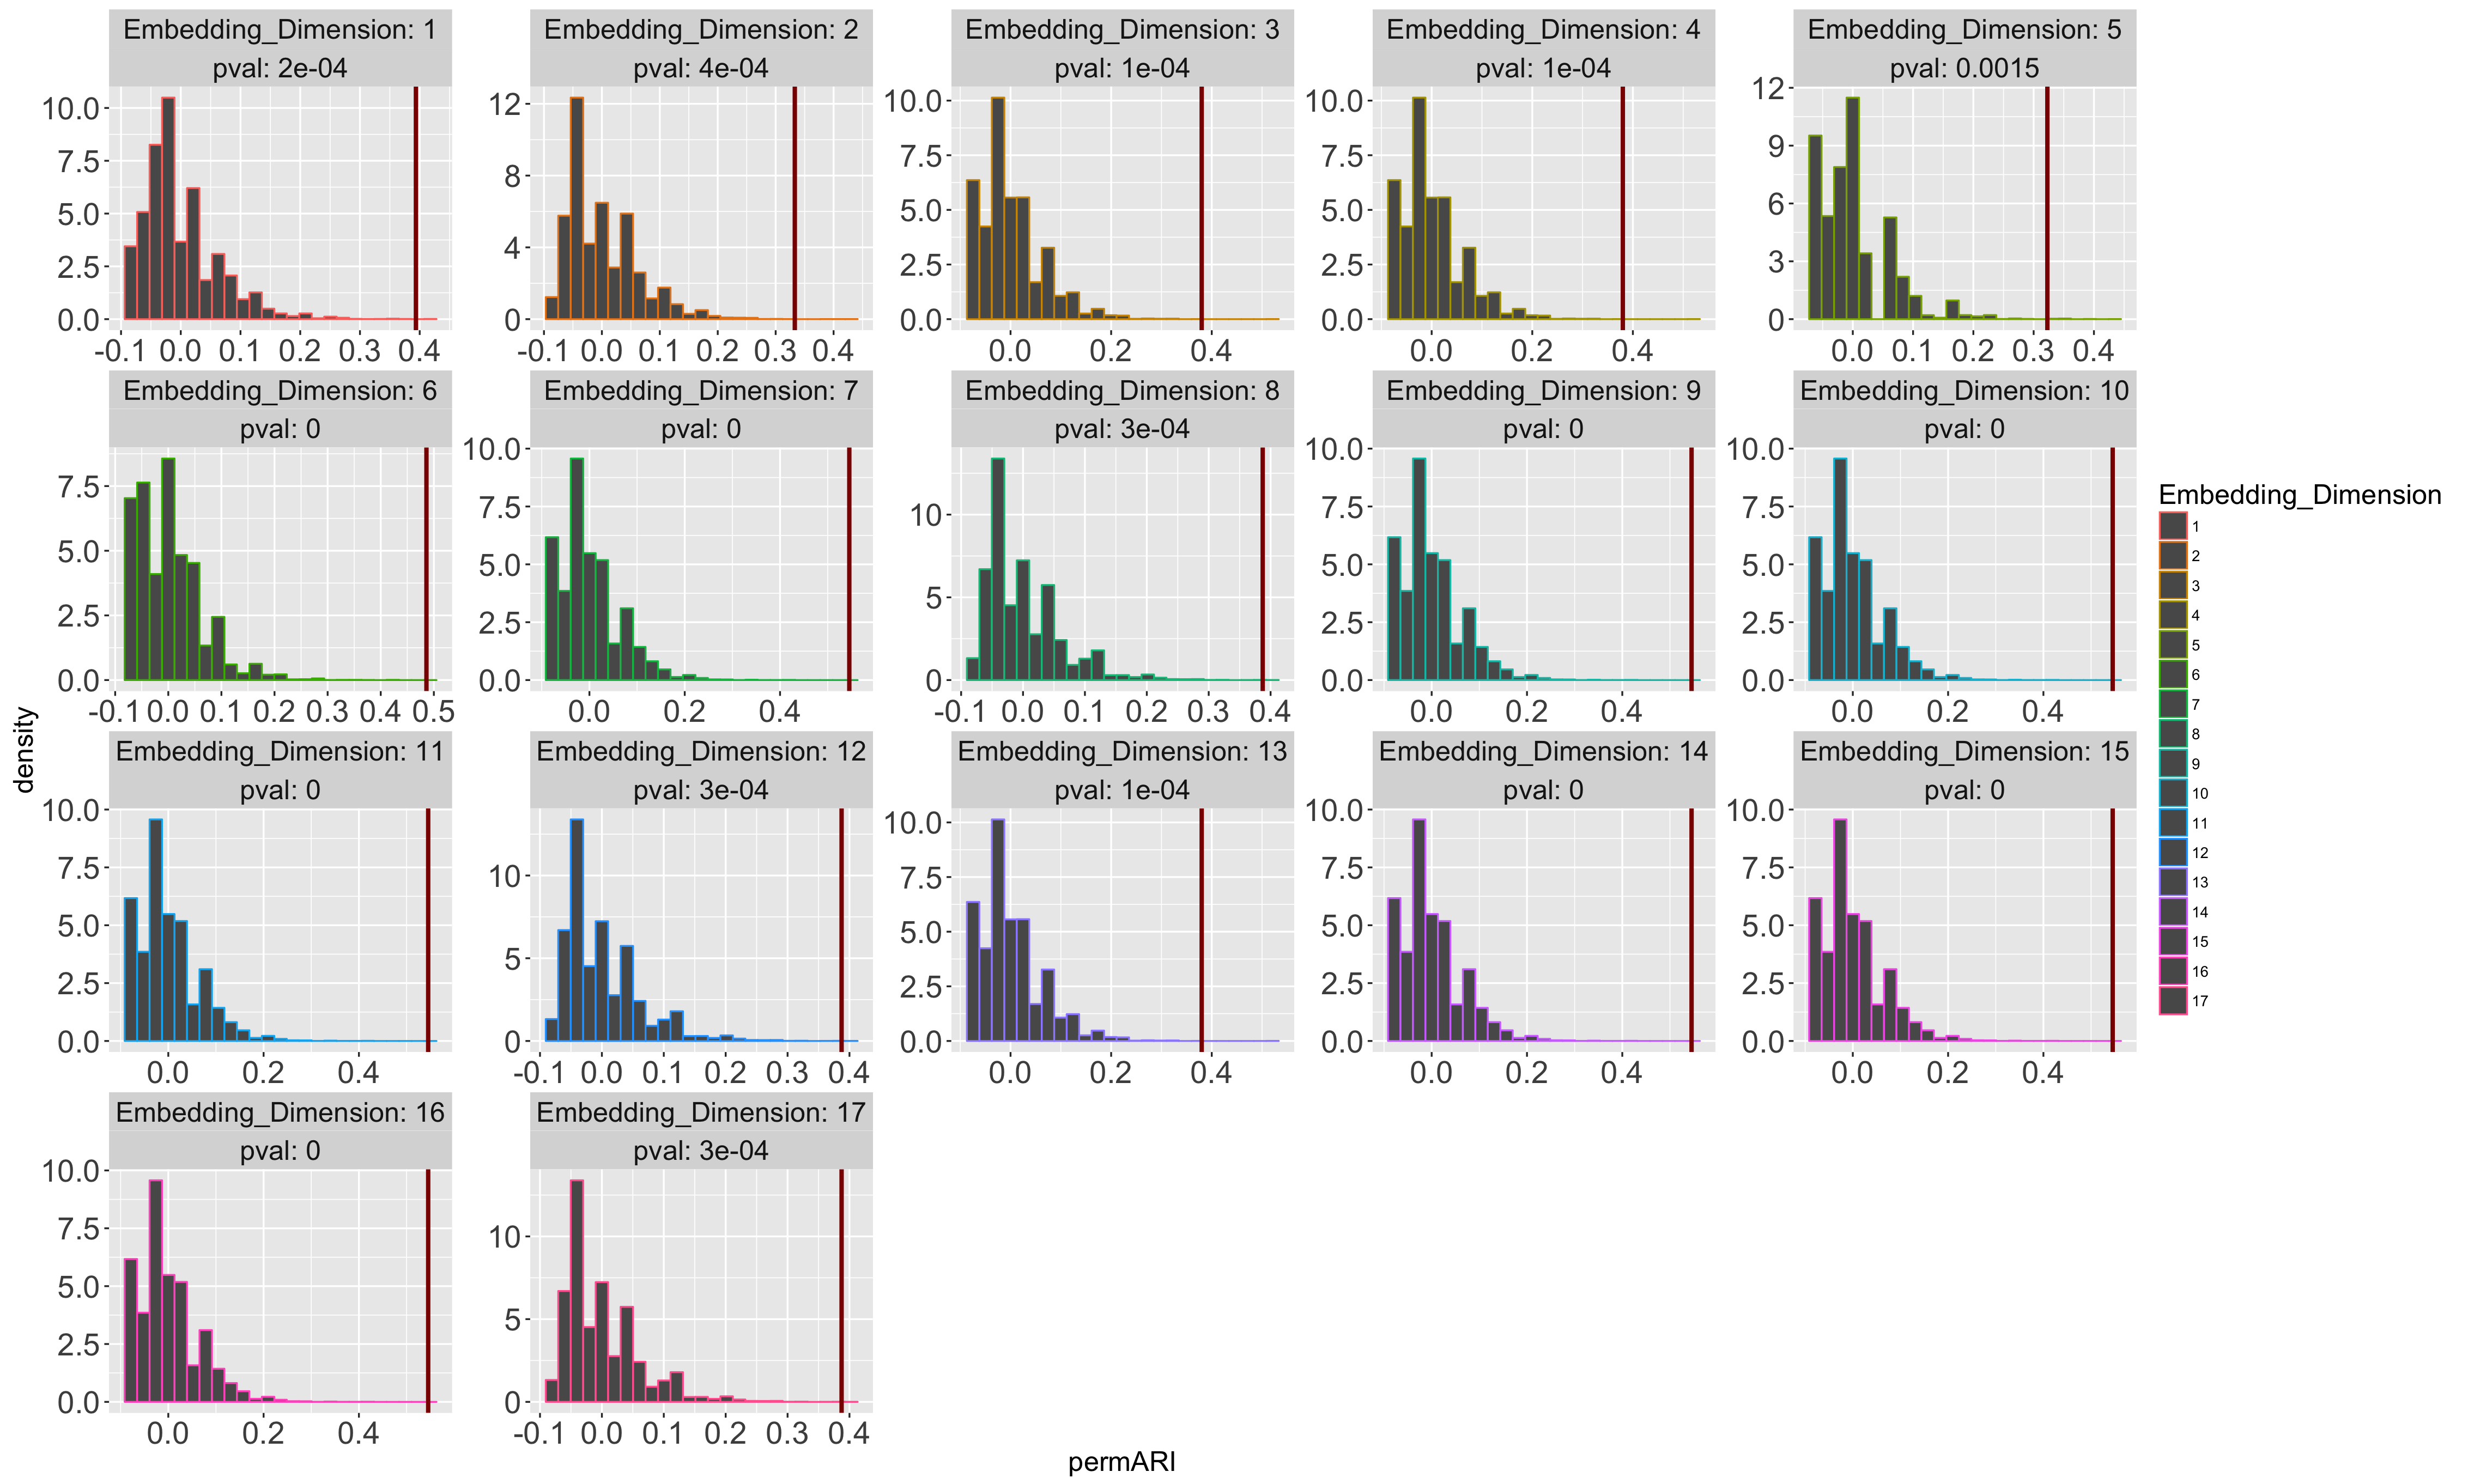 Embedding_Dimension: 1
pval: 2e-04
10.0
7.5
5.0
2.5
0.0
-0.1 0.0 0.1 0.2 0.3 0.4
Embedding_Dimension: 2
pval: 4e-04
12
8
4
0
-0.1 0.0 0.1 0.2 0.3 0.4
Embedding_Dimension: 3
pval: 1e-04
10.0
7.5
5.0
2.5
0.0
0.0 0.2 0.4
Embedding_Dimension: 4
pval: 1e-04
10.0
7.5
5.0
2.5
0.0
0.0 0.2 0.4
Embedding_Dimension: 5
pval: 0.0015
12
9
6
3
0
0.0 0.1 0.2 0.3 0.4
Embedding_Dimension: 6
pval: 0
7.5
5.0
2.5
0.0
-0.1 0.0 0.1 0.2 0.3 0.4 0.5
Embedding_Dimension: 7
pval: 0
10.0
7.5
5.0
2.5
0.0
0.0 0.2 0.4
Embedding_Dimension: 8
pval: 3e-04
10
5
0
-0.1 0.0 0.1 0.2 0.3 0.4
Embedding_Dimension: 9
pval: 0
10.0
7.5
5.0
2.5
0.0
0.0 0.2 0.4
Embedding_Dimension: 10
pval: 0
10.0
7.5
5.0
2.5
0.0
0.0 0.2 0.4
Embedding_Dimension: 11
pval: 0
10.0
7.5
5.0
2.5
0.0
0.0 0.2 0.4
Embedding_Dimension: 12
pval: 3e-04
10
5
0
-0.1 0.0 0.1 0.2 0.3 0.4
Embedding_Dimension: 13
pval: 1e-04
10.0
7.5
5.0
2.5
0.0
0.0 0.2 0.4
Embedding_Dimension: 14
pval: 0
10.0
7.5
5.0
2.5
0.0
0.0 0.2 0.4
Embedding_Dimension: 15
pval: 0
10.0
7.5
5.0
2.5
0.0
0.0 0.2 0.4
Embedding_Dimension: 16
pval: 0
10.0
7.5
5.0
2.5
0.0
0.0 0.2 0.4
Embedding_Dimension: 17
pval: 3e-04
10
5
0
-0.1 0.0 0.1 0.2 0.3 0.4
density
permARI
Embedding_Dimension
1
2
3
4
5
6
7
8
9
10
11
12
13
14
15
16
17